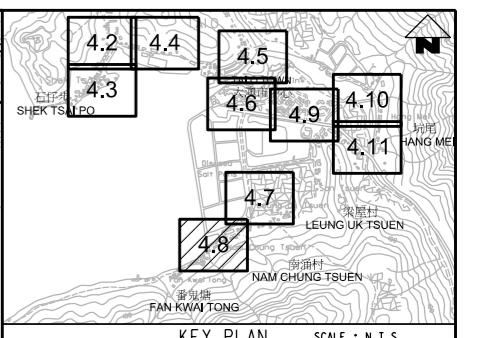 4.2
4.4
4.5
N
4.3
石仔埗
SHEK TSAI PO
4.6
4.9
4.10
4.11
坑尾
HANG MEI
4.7
梁屋村
LEUNG UK TSUEN
4.8
南涌村
NAM CHUNG TSUEN
番鬼塘
FAN KWAI TONG
KEY PLAN SCALE : N.T.S.